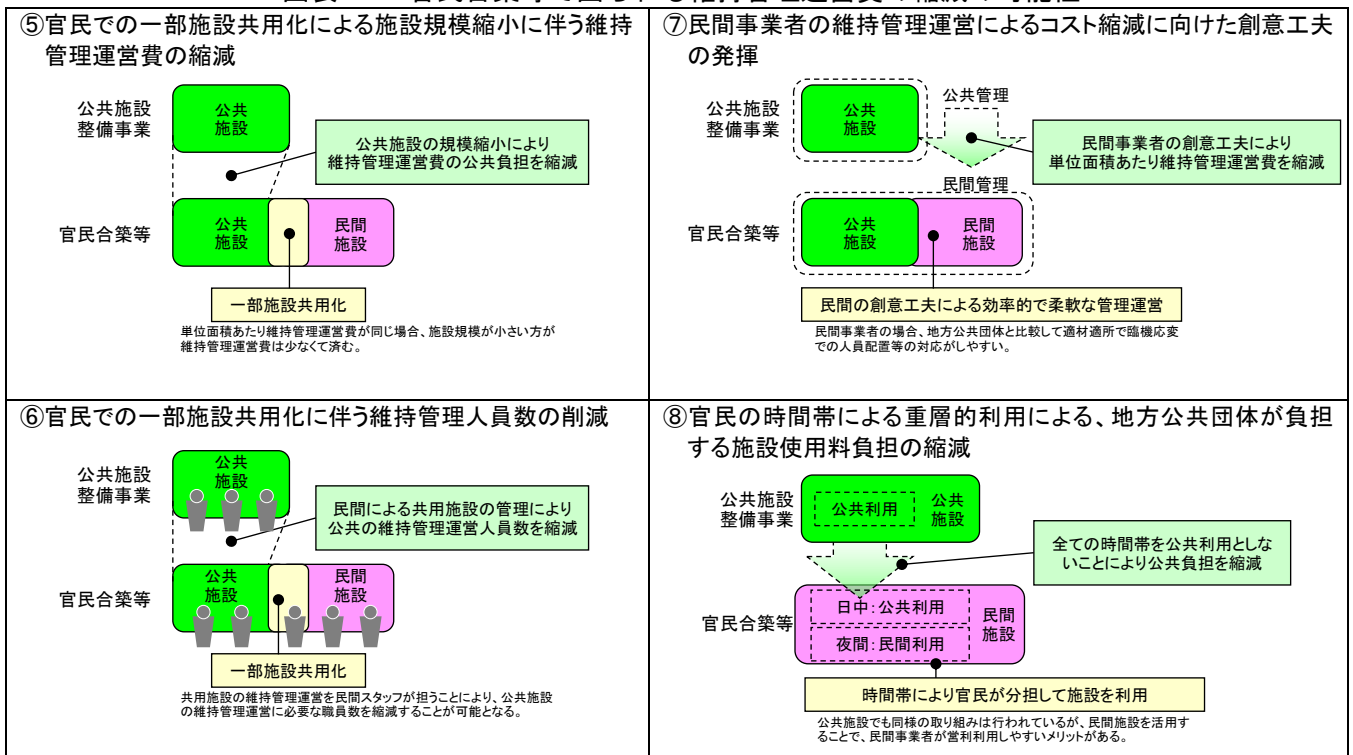 ⑤官民での一部施設共用化による施設規模縮小に伴う維持
管理運営費の縮減
公共施設
整備事業
公共
施設
公共施設の規模縮小により
維持管理運営費の公共負担を縮減
官民合築等
公共
施設
民間
施設
一部施設共用化
単位面積あたり維持管理運営費が同じ場合、施設規模が小さい方が
維持管理運営費は少なくて済む。
⑦民間事業者の維持管理運営によるコスト縮減に向けた創意工夫
の発揮
公共施設
整備事業
公共
施設
公共管理
民間事業者の創意工夫により
単位面積あたり維持管理運営費を縮減
民間管理
官民合築等
公共
施設
民間
施設
民間の創意工夫による効率的で柔軟な管理運営
民間事業者の場合、地方公共団体と比較して適材適所で臨機応変
での人員配置等の対応がしやすい。
⑥官民での一部施設共用化に伴う維持管理人員数の削減
公共施設
整備事業
公共
施設
民間による共用施設の管理により
公共の維持管理運営人員数を縮減
官民合築等
公共
施設
民間
施設
一部施設共用化
共用施設の維持管理運営を民間スタッフが担うことにより、公共施設
の維持管理運営に必要な職員数を縮減することが可能となる。
⑧官民の時間帯による重層的利用による、地方公共団体が負担
する施設使用料負担の縮減
公共施設
整備事業
公共利用
公共
施設
全ての時間帯を公共利用としな
いことにより公共負担を縮減
官民合築等
日中:公共利用
夜間:民間利用
民間
施設
時間帯により官民が分担して施設を利用
公共施設でも同様の取り組みは行われているが、民間施設を活用す
ることで、民間事業者が営利利用しやすいメリットがある。